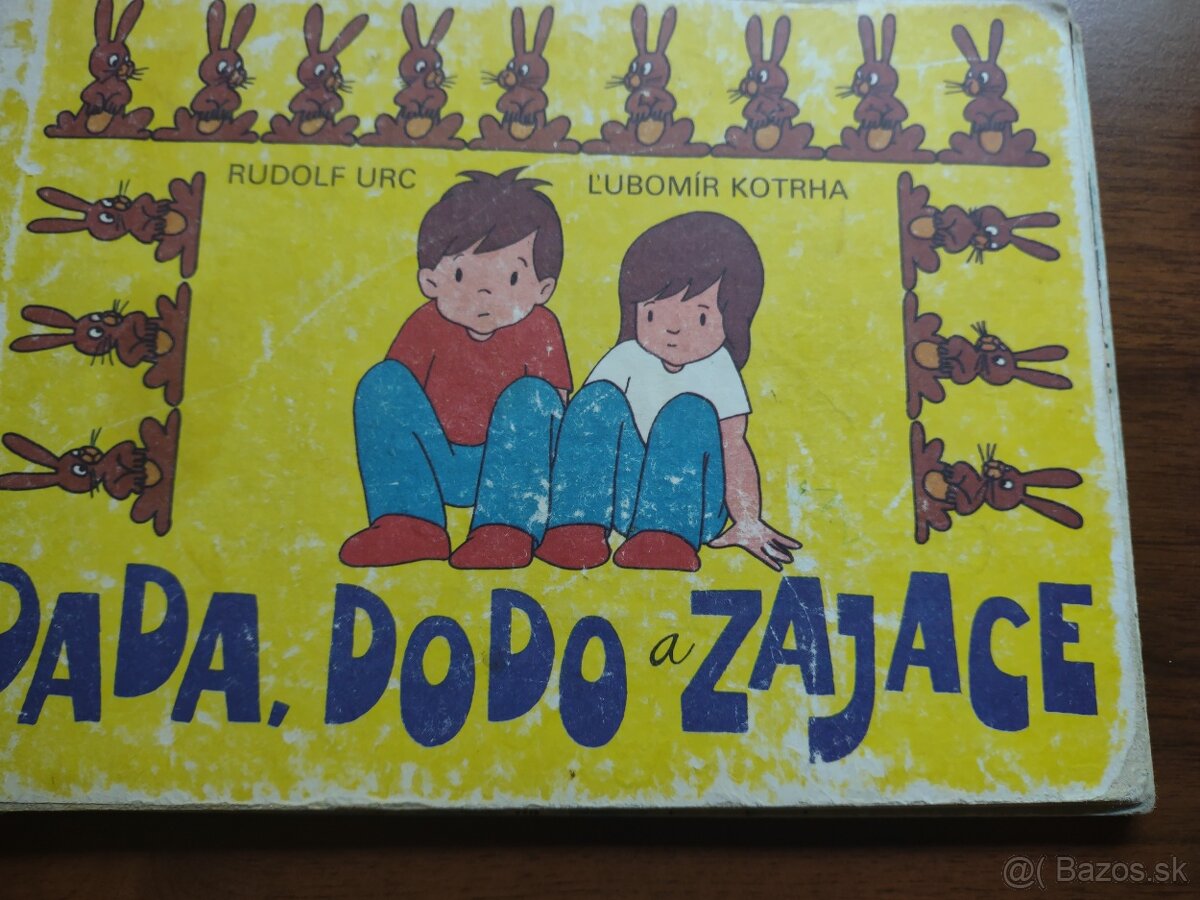 RUDOLF URC
ĽUBOMÍR KOTRHA
DADA, DODO a ZAJACE
@( Bazos.sk